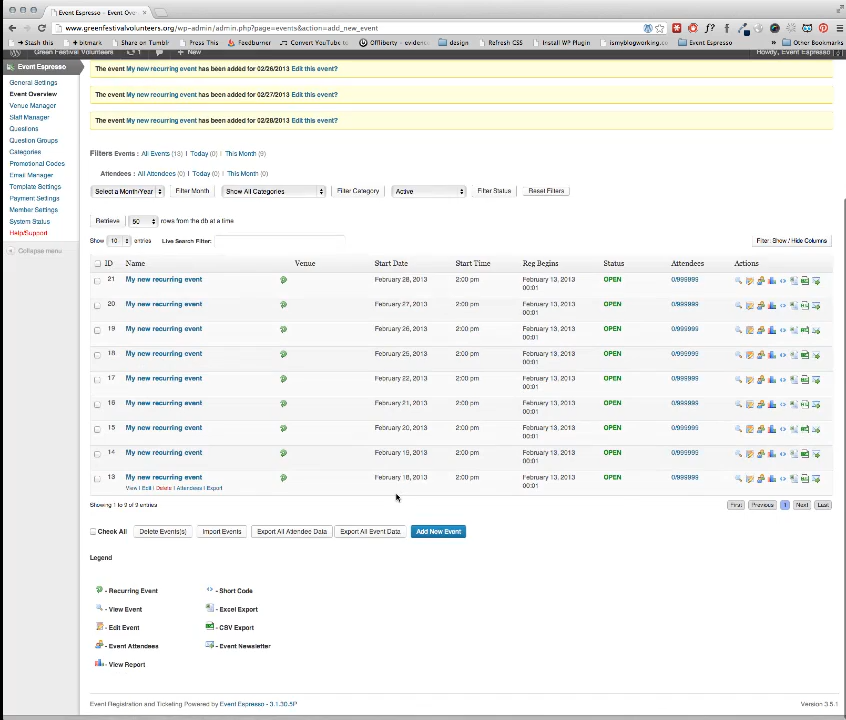 Event Espresso ‹ Event Over...
www.greenfestivalvolunteers.org/wp-admin/admin.php?page=events&action=add_new_event
Stash this bitmark Share on Tumblr Press This Feedburner Convert YouTube to Offliberty - evidence design Refresh CSS Install WP Plugin ismyblogworking.c Event Espresso » Other Bookmarks
Green Festival Volunteers 1 New Howdy, Event Espresso
Event Espresso
General Settings
Event Overview
Venue Manager
Staff Manager
Questions
Question Groups
Categories
Promotional Codes
Email Manager
Template Settings
Payment Settings
Member Settings
System Status
Help/Support
Collapse menu
The event My new recurring event has been added for 02/26/2013 Edit this event?
The event My new recurring event has been added for 02/27/2013 Edit this event?
The event My new recurring event has been added for 02/28/2013 Edit this event?
Filters Events: All Events (13) | Today (0) | This Month (9)
Attendees: All Attendees (0) | Today (0) | This Month (0)
Select a Month/Year Filter Month Show All Categories Filter Category Active Filter Status Reset Filters
Retrieve 50 rows from the db at a time
Show 10 entries Live Search Filter: Filter: Show / Hide Columns
ID Name Venue Start Date Start Time Reg Begins Status Attendees Actions
21 My new recurring event February 28, 2013 2:00 pm February 13, 2013 OPEN 0/999999
00:01
20 My new recurring event February 27, 2013 2:00 pm February 13, 2013 OPEN 0/999999
00:01
19 My new recurring event February 26, 2013 2:00 pm February 13, 2013 OPEN 0/999999
00:01
18 My new recurring event February 25, 2013 2:00 pm February 13, 2013 OPEN 0/999999
00:01
17 My new recurring event February 22, 2013 2:00 pm February 13, 2013 OPEN 0/999999
00:01
16 My new recurring event February 21, 2013 2:00 pm February 13, 2013 OPEN 0/999999
00:01
15 My new recurring event February 20, 2013 2:00 pm February 13, 2013 OPEN 0/999999
00:01
14 My new recurring event February 19, 2013 2:00 pm February 13, 2013 OPEN 0/999999
00:01
13 My new recurring event February 18, 2013 2:00 pm February 13, 2013 OPEN 0/999999
View | Edit | Delete | Attendees | Export 00:01
Showing 1 to 9 of 9 entries First Previous 1 Next Last
Check All Delete Events(s) Import Events Export All Attendee Data Export All Event Data Add New Event
Legend
- Recurring Event - Short Code
- View Event - Excel Export
- Edit Event - CSV Export
- Event Attendees - Event Newsletter
- View Report
Event Registration and Ticketing Powered by Event Espresso - 3.1.30.5P Version 3.5.1